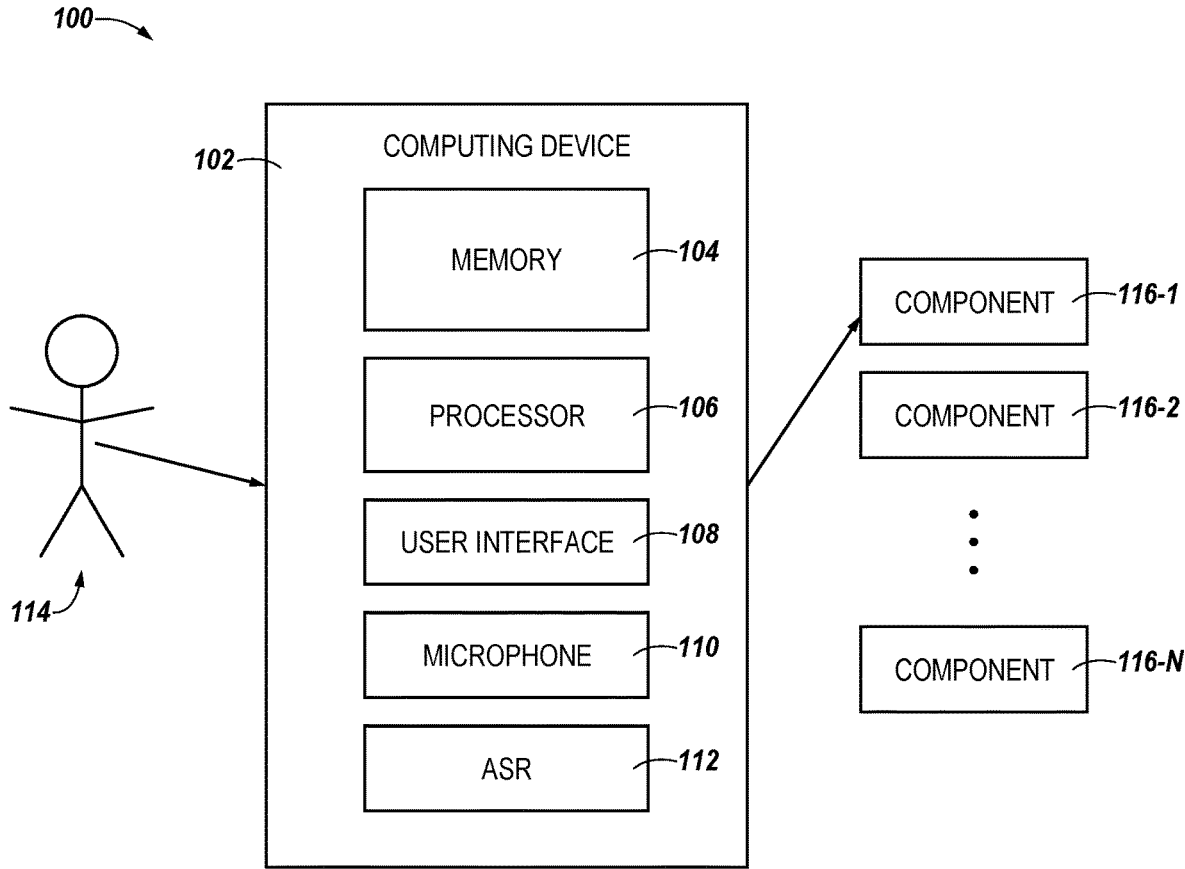 100
COMPUTING DEVICE
102
MEMORY
104
PROCESSOR
106
USER INTERFACE
108
MICROPHONE
110
ASR
112
114
COMPONENT
116-1
COMPONENT
116-2
COMPONENT
116-N